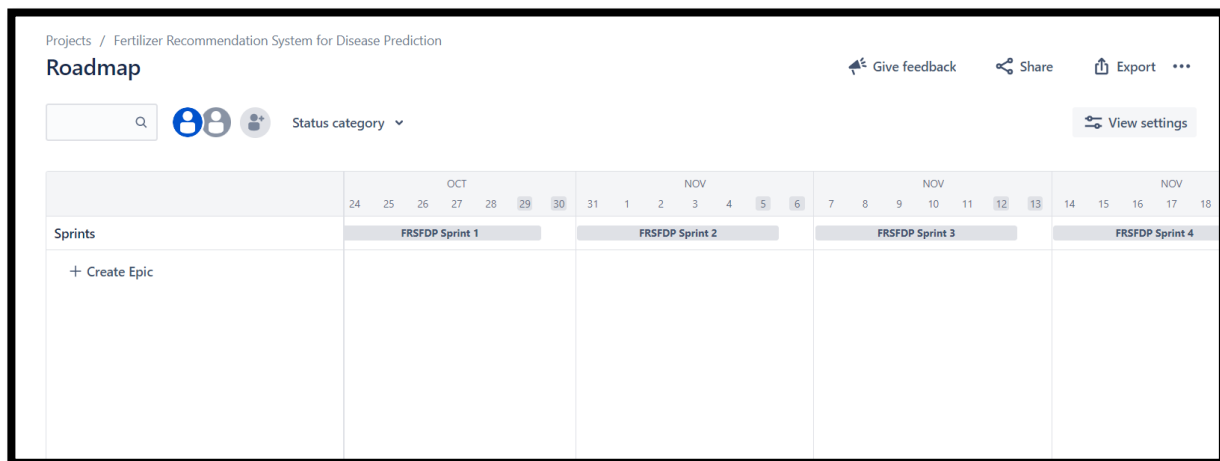 Projects / Fertilizer Recommendation System for Disease Prediction
Roadmap
Give feedback Share Export
Status category View settings
OCT NOV NOV NOV
24 25 26 27 28 29 30 31 1 2 3 4 5 6 7 8 9 10 11 12 13 14 15 16 17 18
Sprints FRSFDP Sprint 1 FRSFDP Sprint 2 FRSFDP Sprint 3 FRSFDP Sprint 4
+ Create Epic